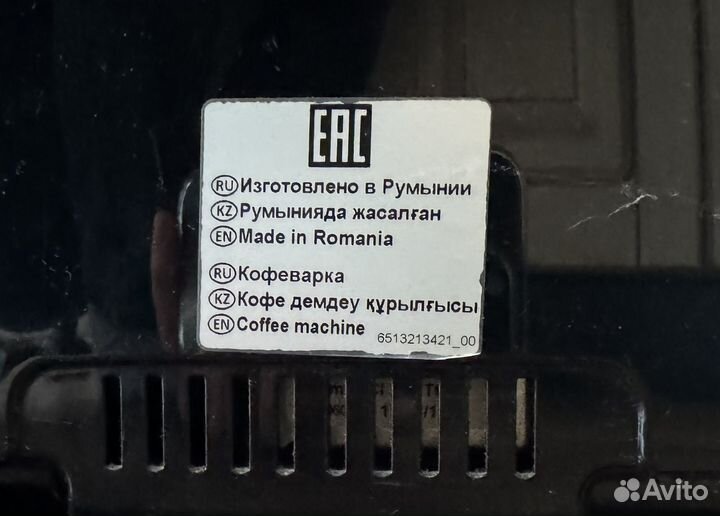 EAC
RU Изготовлено в Румынии
KZ Румынияда жасалған
EN Made in Romania
RU Кофеварка
KZ Кофе демдеу құрылғысы
EN Coffee machine
6513213421_00
Avito